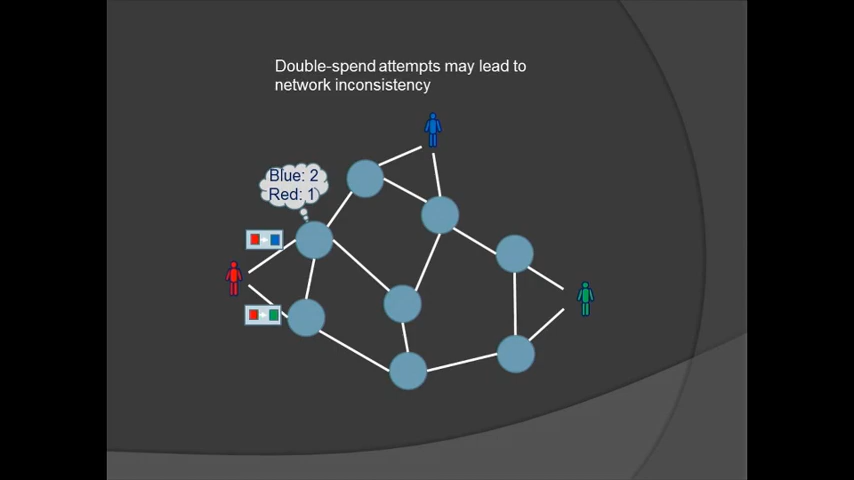 Double-spend attempts may lead to
network inconsistency
Blue: 2
Red: 1